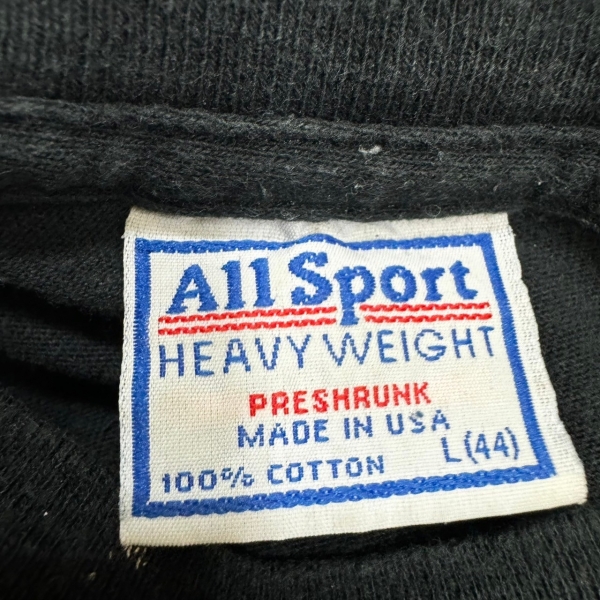 All Sport
HEAVY WEIGHT
PRESHRUNK
MADE IN USA
100% COTTON L(44)